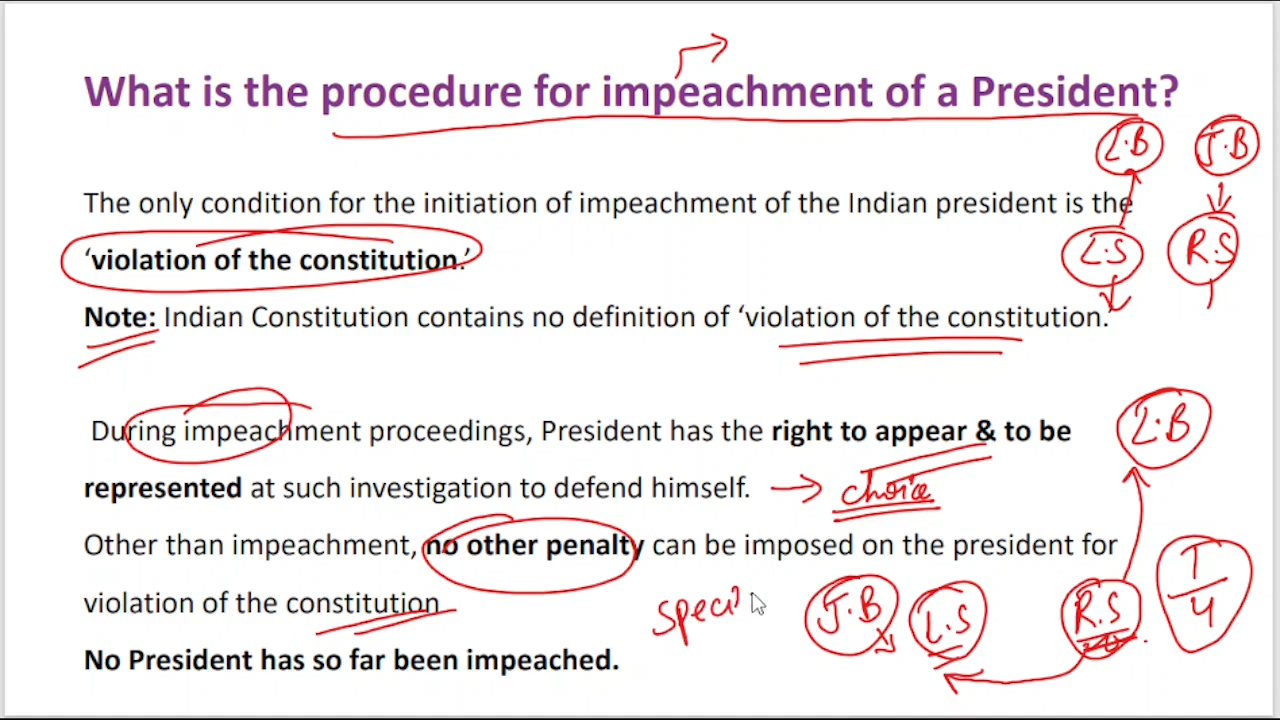 What is the procedure for impeachment of a President?
L.B J.B
The only condition for the initiation of impeachment of the Indian president is the
‘violation of the constitution.’
L.S R.S
Note: Indian Constitution contains no definition of ‘violation of the constitution.’
During impeachment proceedings, President has the right to appear & to be
L.B
represented at such investigation to defend himself.
choice
Other than impeachment, no other penalty can be imposed on the president for
violation of the constitution
speci
J.B L.S R.S
1/4
No President has so far been impeached.